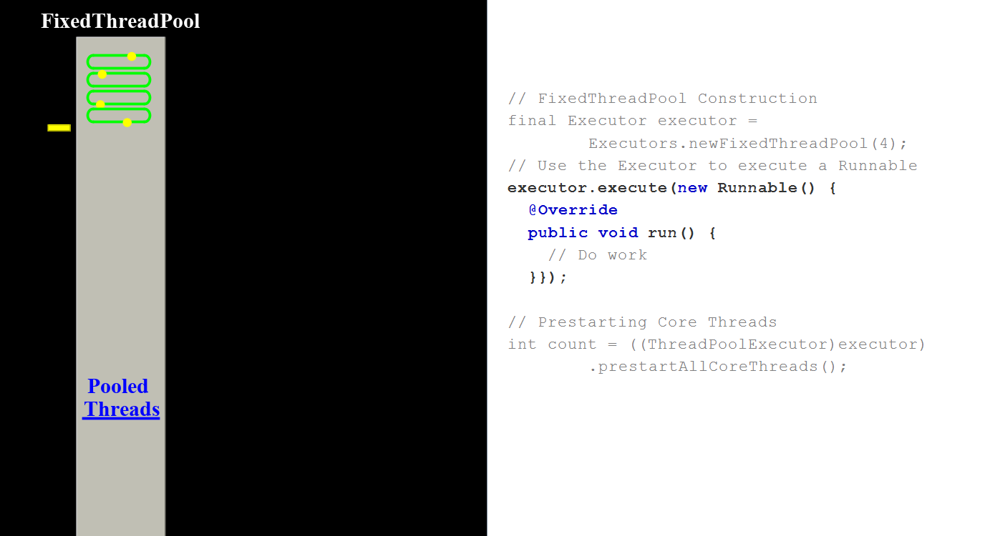 FixedThreadPool
Pooled
Threads
// FixedThreadPool Construction
final Executor executor =
        Executors.newFixedThreadPool(4);
// Use the Executor to execute a Runnable
executor.execute(new Runnable() {
  @Override
  public void run() {
    // Do work
  }});

// Prestarting Core Threads
int count = ((ThreadPoolExecutor)executor)
        .prestartAllCoreThreads();